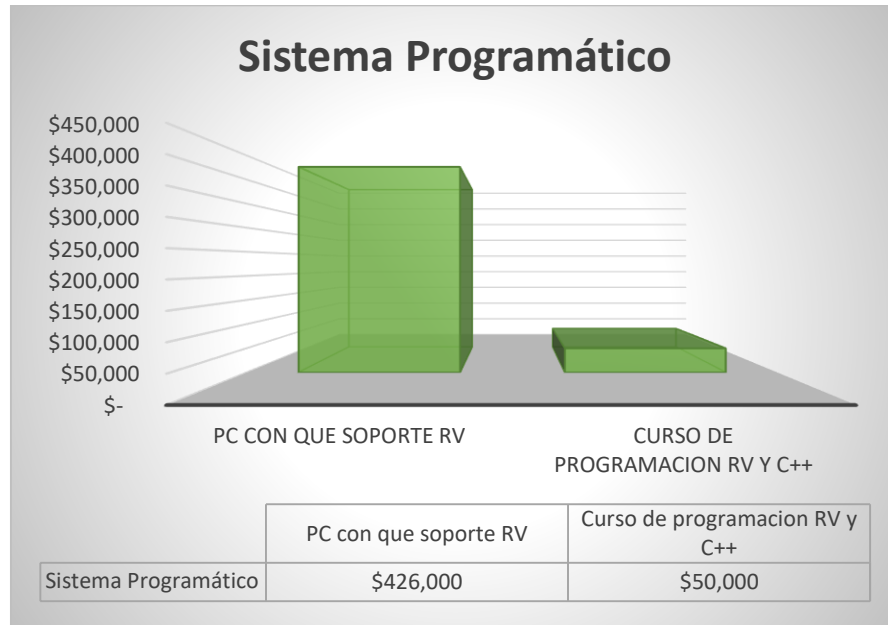 Sistema Programático
$450,000
$400,000
$350,000
$300,000
$250,000
$200,000
$150,000
$100,000
$50,000
$-
PC CON QUE SOPORTE RV
CURSO DE
PROGRAMACION RV Y C++
PC con que soporte RV
Curso de programacion RV y
C++
Sistema Programático
$426,000
$50,000